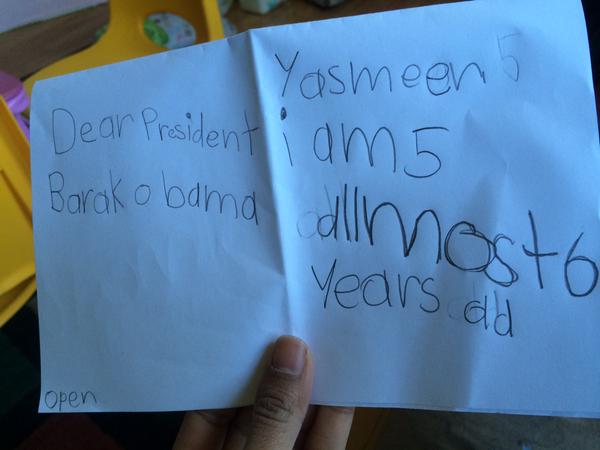 Dear President
Barak obama
open
Yasmeen 5
i am 5
allmost 6
years old